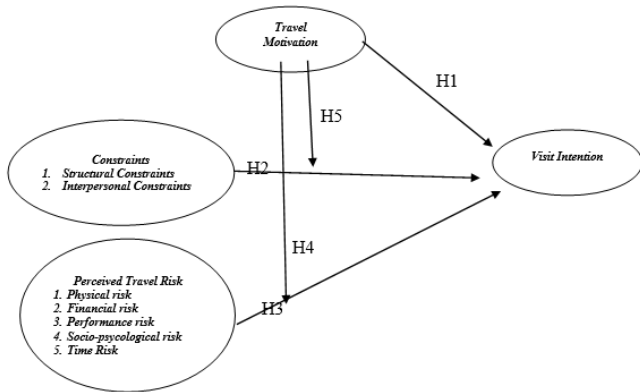 Travel
Motivation
H1
H5
Constraints
1. Structural Constraints
2. Interpersonal Constraints
H2
Visit Intention
H4
Perceived Travel Risk
1. Physical risk
2. Financial risk
3. Performance risk
4. Socio-psycological risk
5. Time Risk
H3